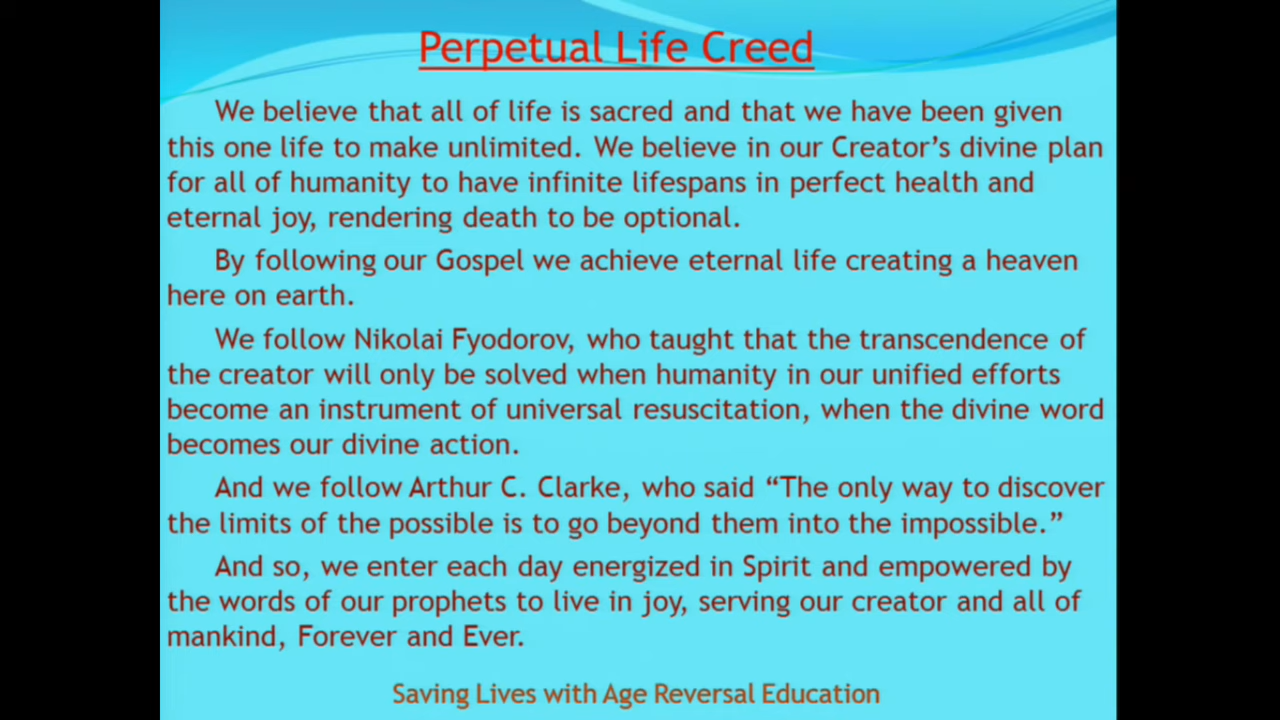 Perpetual Life Creed
We believe that all of life is sacred and that we have been given
this one life to make unlimited. We believe in our Creator’s divine plan
for all of humanity to have infinite lifespans in perfect health and
eternal joy, rendering death to be optional.
By following our Gospel we achieve eternal life creating a heaven
here on earth.
We follow Nikolai Fyodorov, who taught that the transcendence of
the creator will only be solved when humanity in our unified efforts
become an instrument of universal resuscitation, when the divine word
becomes our divine action.
And we follow Arthur C. Clarke, who said “The only way to discover
the limits of the possible is to go beyond them into the impossible.”
And so, we enter each day energized in Spirit and empowered by
the words of our prophets to live in joy, serving our creator and all of
mankind, Forever and Ever.
Saving Lives with Age Reversal Education